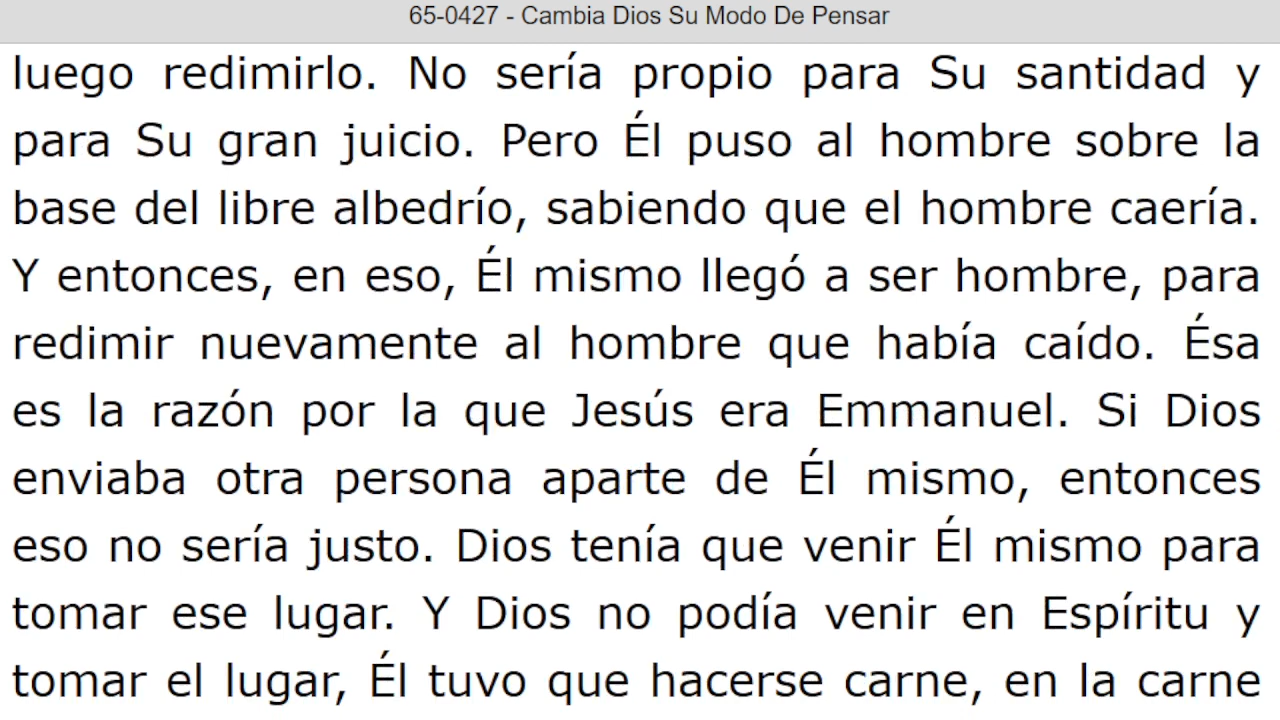 65-0427 - Cambia Dios Su Modo De Pensar
luego redimirlo. No sería propio para Su santidad y
para Su gran juicio. Pero Él puso al hombre sobre la
base del libre albedrío, sabiendo que el hombre caería.
Y entonces, en eso, Él mismo llegó a ser hombre, para
redimir nuevamente al hombre que había caído. Ésa
es la razón por la que Jesús era Emmanuel. Si Dios
enviaba otra persona aparte de Él mismo, entonces
eso no sería justo. Dios tenía que venir Él mismo para
tomar ese lugar. Y Dios no podía venir en Espíritu y
tomar el lugar, Él tuvo que hacerse carne, en la carne